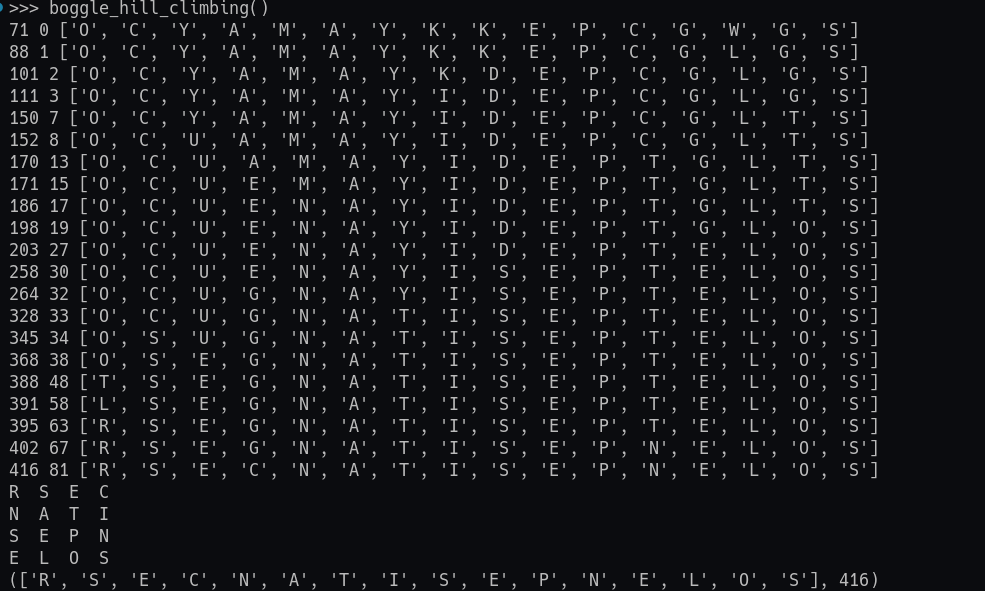 >>> boggle_hill_climbing()
71 0 ['O', 'C', 'Y', 'A', 'M', 'A', 'Y', 'K', 'K', 'E', 'P', 'C', 'G', 'W', 'G', 'S']
88 1 ['O', 'C', 'Y', 'A', 'M', 'A', 'Y', 'K', 'K', 'E', 'P', 'C', 'G', 'L', 'G', 'S']
101 2 ['O', 'C', 'Y', 'A', 'M', 'A', 'Y', 'K', 'D', 'E', 'P', 'C', 'G', 'L', 'G', 'S']
111 3 ['O', 'C', 'Y', 'A', 'M', 'A', 'Y', 'I', 'D', 'E', 'P', 'C', 'G', 'L', 'G', 'S']
150 7 ['O', 'C', 'Y', 'A', 'M', 'A', 'Y', 'I', 'D', 'E', 'P', 'C', 'G', 'L', 'T', 'S']
152 8 ['O', 'C', 'U', 'A', 'M', 'A', 'Y', 'I', 'D', 'E', 'P', 'C', 'G', 'L', 'T', 'S']
170 13 ['O', 'C', 'U', 'A', 'M', 'A', 'Y', 'I', 'D', 'E', 'P', 'T', 'G', 'L', 'T', 'S']
171 15 ['O', 'C', 'U', 'E', 'M', 'A', 'Y', 'I', 'D', 'E', 'P', 'T', 'G', 'L', 'T', 'S']
186 17 ['O', 'C', 'U', 'E', 'N', 'A', 'Y', 'I', 'D', 'E', 'P', 'T', 'G', 'L', 'T', 'S']
198 19 ['O', 'C', 'U', 'E', 'N', 'A', 'Y', 'I', 'D', 'E', 'P', 'T', 'G', 'L', 'O', 'S']
203 27 ['O', 'C', 'U', 'E', 'N', 'A', 'Y', 'I', 'D', 'E', 'P', 'T', 'E', 'L', 'O', 'S']
258 30 ['O', 'C', 'U', 'E', 'N', 'A', 'Y', 'I', 'S', 'E', 'P', 'T', 'E', 'L', 'O', 'S']
264 32 ['O', 'C', 'U', 'G', 'N', 'A', 'Y', 'I', 'S', 'E', 'P', 'T', 'E', 'L', 'O', 'S']
328 33 ['O', 'C', 'U', 'G', 'N', 'A', 'T', 'I', 'S', 'E', 'P', 'T', 'E', 'L', 'O', 'S']
345 34 ['O', 'S', 'U', 'G', 'N', 'A', 'T', 'I', 'S', 'E', 'P', 'T', 'E', 'L', 'O', 'S']
368 38 ['O', 'S', 'E', 'G', 'N', 'A', 'T', 'I', 'S', 'E', 'P', 'T', 'E', 'L', 'O', 'S']
388 48 ['T', 'S', 'E', 'G', 'N', 'A', 'T', 'I', 'S', 'E', 'P', 'T', 'E', 'L', 'O', 'S']
391 58 ['L', 'S', 'E', 'G', 'N', 'A', 'T', 'I', 'S', 'E', 'P', 'T', 'E', 'L', 'O', 'S']
395 63 ['R', 'S', 'E', 'G', 'N', 'A', 'T', 'I', 'S', 'E', 'P', 'T', 'E', 'L', 'O', 'S']
402 67 ['R', 'S', 'E', 'G', 'N', 'A', 'T', 'I', 'S', 'E', 'P', 'N', 'E', 'L', 'O', 'S']
416 81 ['R', 'S', 'E', 'C', 'N', 'A', 'T', 'I', 'S', 'E', 'P', 'N', 'E', 'L', 'O', 'S']
R S E C
N A T I
S E P N
E L O S
(['R', 'S', 'E', 'C', 'N', 'A', 'T', 'I', 'S', 'E', 'P', 'N', 'E', 'L', 'O', 'S'], 416)